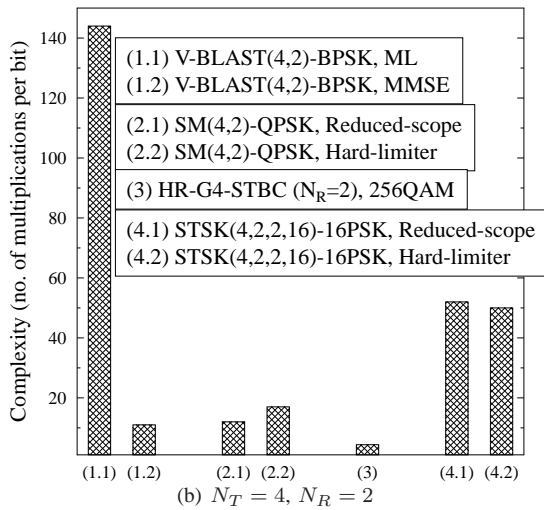 Complexity (no. of multiplications per bit)
140
120
100
80
60
40
20
(1.1) V-BLAST(4,2)-BPSK, ML
(1.2) V-BLAST(4,2)-BPSK, MMSE
(2.1) SM(4,2)-QPSK, Reduced-scope
(2.2) SM(4,2)-QPSK, Hard-limiter
(3) HR-G4-STBC (N_R=2), 256QAM
(4.1) STSK(4,2,2,16)-16PSK, Reduced-scope
(4.2) STSK(4,2,2,16)-16PSK, Hard-limiter
(1.1) (1.2) (2.1) (2.2) (3) (4.1) (4.2)
(b) N_T = 4, N_R = 2